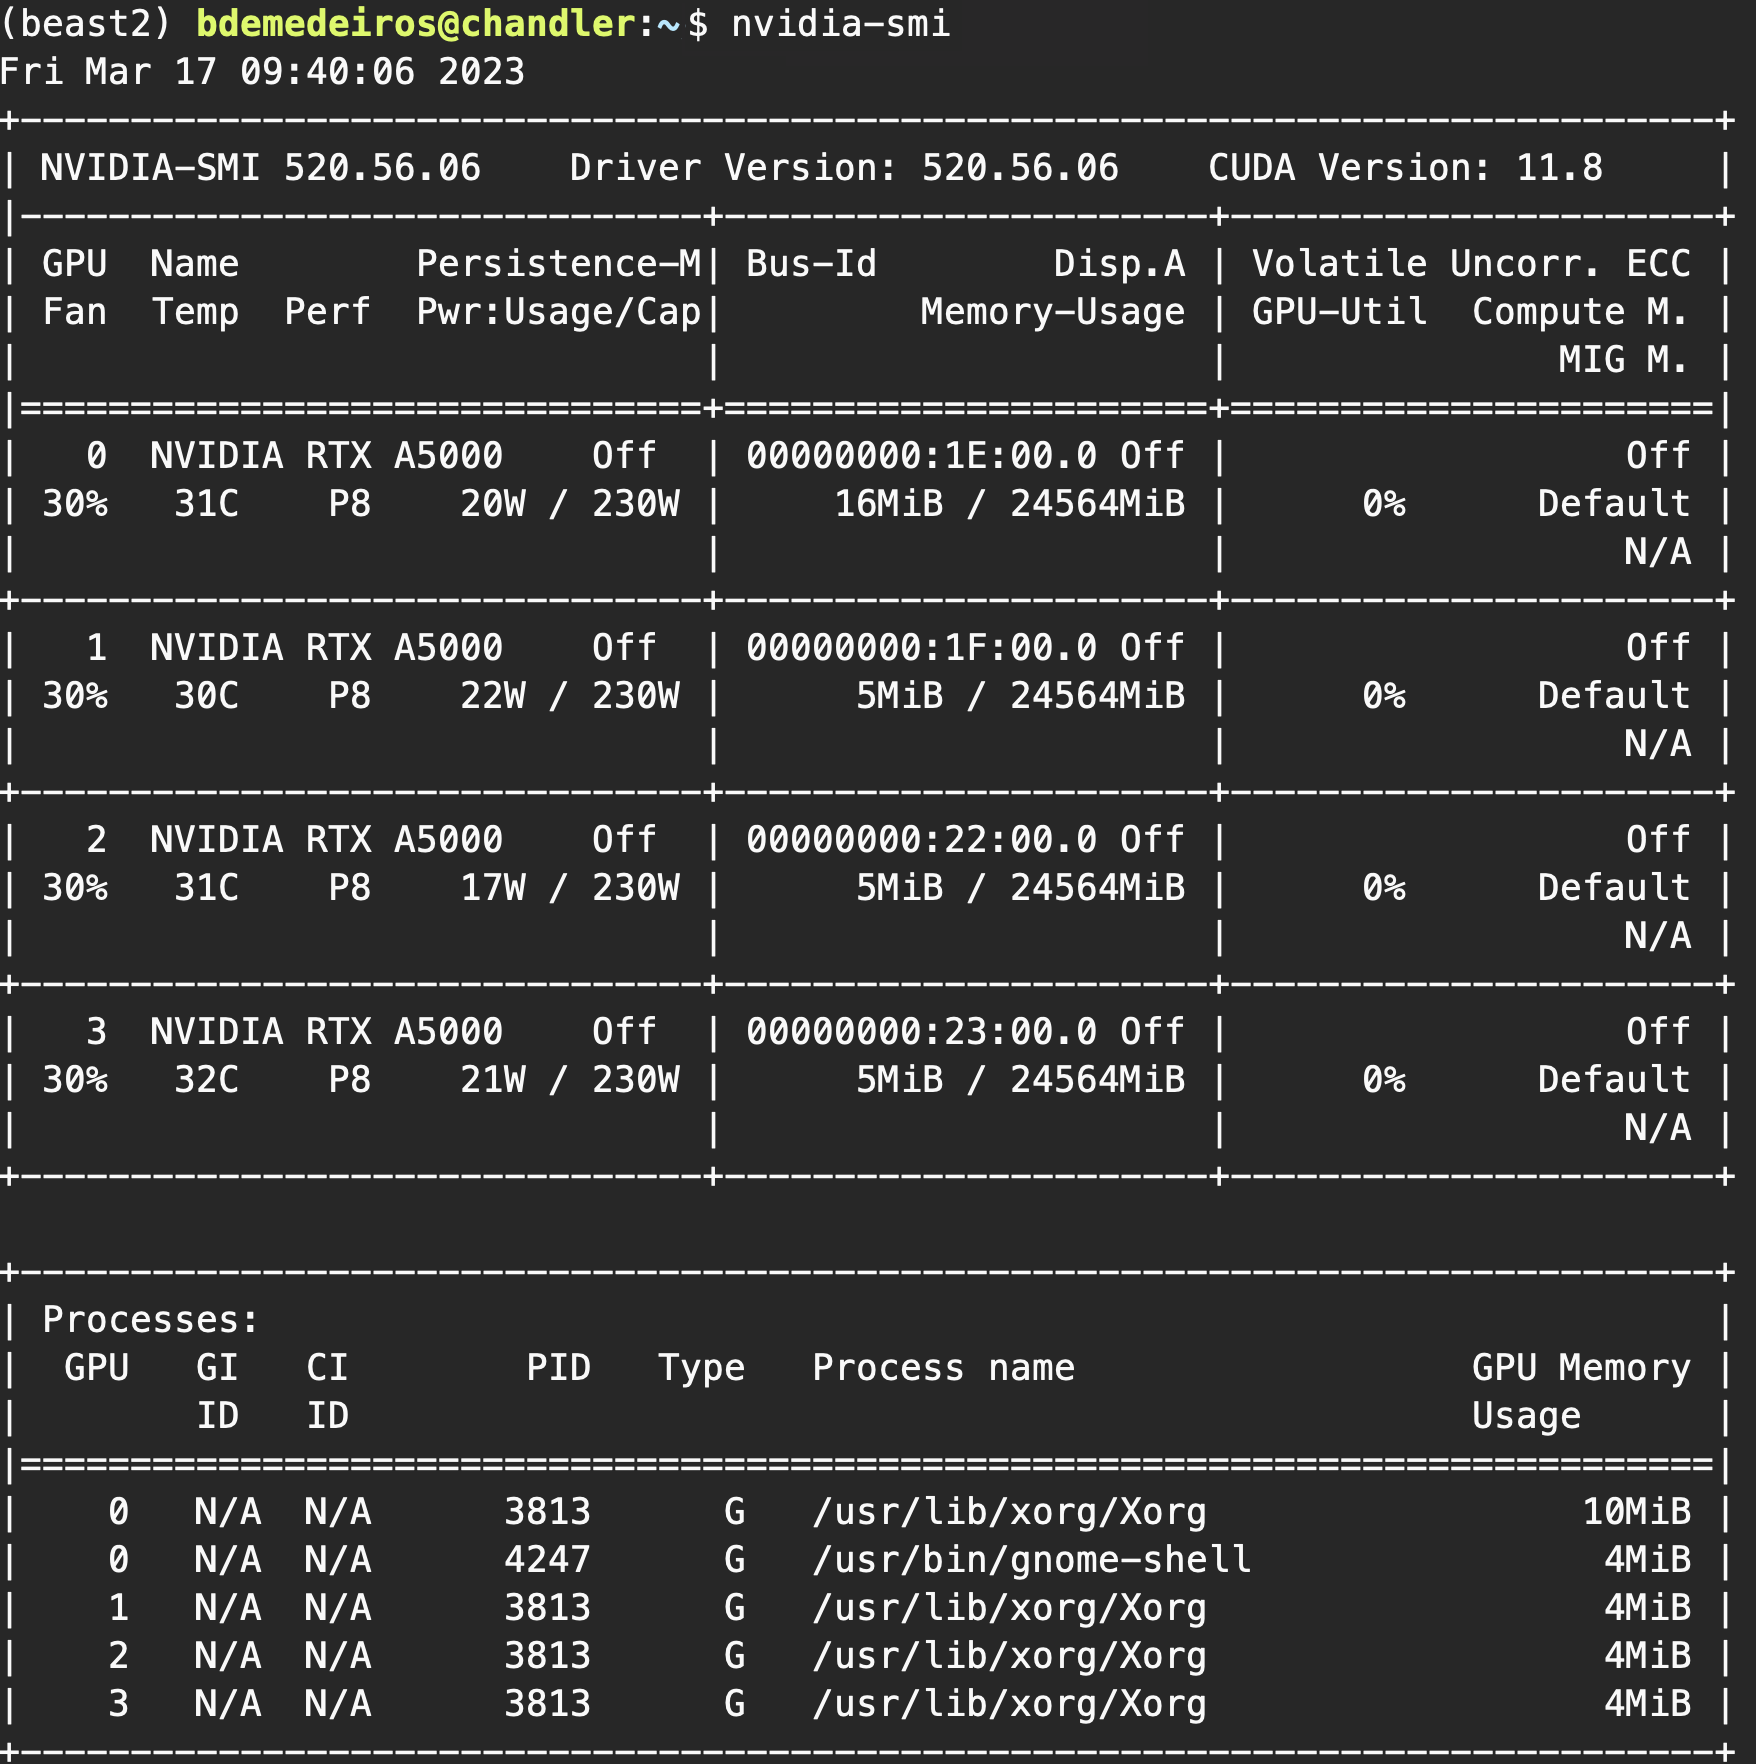 (beast2) bdemedeiros@chandler:~$ nvidia-smi
Fri Mar 17 09:40:06 2023
+-----------------------------------------------------------------------------+
| NVIDIA-SMI 520.56.06    Driver Version: 520.56.06    CUDA Version: 11.8     |
|-------------------------------+----------------------+----------------------+
| GPU  Name        Persistence-M| Bus-Id        Disp.A | Volatile Uncorr. ECC |
| Fan  Temp  Perf  Pwr:Usage/Cap|         Memory-Usage | GPU-Util  Compute M. |
|                               |                      |               MIG M. |
|===============================+======================+======================|
|   0  NVIDIA RTX A5000    Off  | 00000000:1E:00.0 Off |                  Off |
| 30%   31C    P8    20W / 230W |     16MiB / 24564MiB |      0%      Default |
|                               |                      |                  N/A |
+-------------------------------+----------------------+----------------------+
|   1  NVIDIA RTX A5000    Off  | 00000000:1F:00.0 Off |                  Off |
| 30%   30C    P8    22W / 230W |      5MiB / 24564MiB |      0%      Default |
|                               |                      |                  N/A |
+-------------------------------+----------------------+----------------------+
|   2  NVIDIA RTX A5000    Off  | 00000000:22:00.0 Off |                  Off |
| 30%   31C    P8    17W / 230W |      5MiB / 24564MiB |      0%      Default |
|                               |                      |                  N/A |
+-------------------------------+----------------------+----------------------+
|   3  NVIDIA RTX A5000    Off  | 00000000:23:00.0 Off |                  Off |
| 30%   32C    P8    21W / 230W |      5MiB / 24564MiB |      0%      Default |
|                               |                      |                  N/A |
+-------------------------------+----------------------+----------------------+

+-----------------------------------------------------------------------------+
| Processes:                                                                  |
|  GPU   GI   CI        PID   Type   Process name                  GPU Memory |
|        ID   ID                                                   Usage      |
|=============================================================================|
|    0   N/A  N/A      3813      G   /usr/lib/xorg/Xorg                 10MiB |
|    0   N/A  N/A      4247      G   /usr/bin/gnome-shell                4MiB |
|    1   N/A  N/A      3813      G   /usr/lib/xorg/Xorg                  4MiB |
|    2   N/A  N/A      3813      G   /usr/lib/xorg/Xorg                  4MiB |
|    3   N/A  N/A      3813      G   /usr/lib/xorg/Xorg                  4MiB |
+-----------------------------------------------------------------------------+